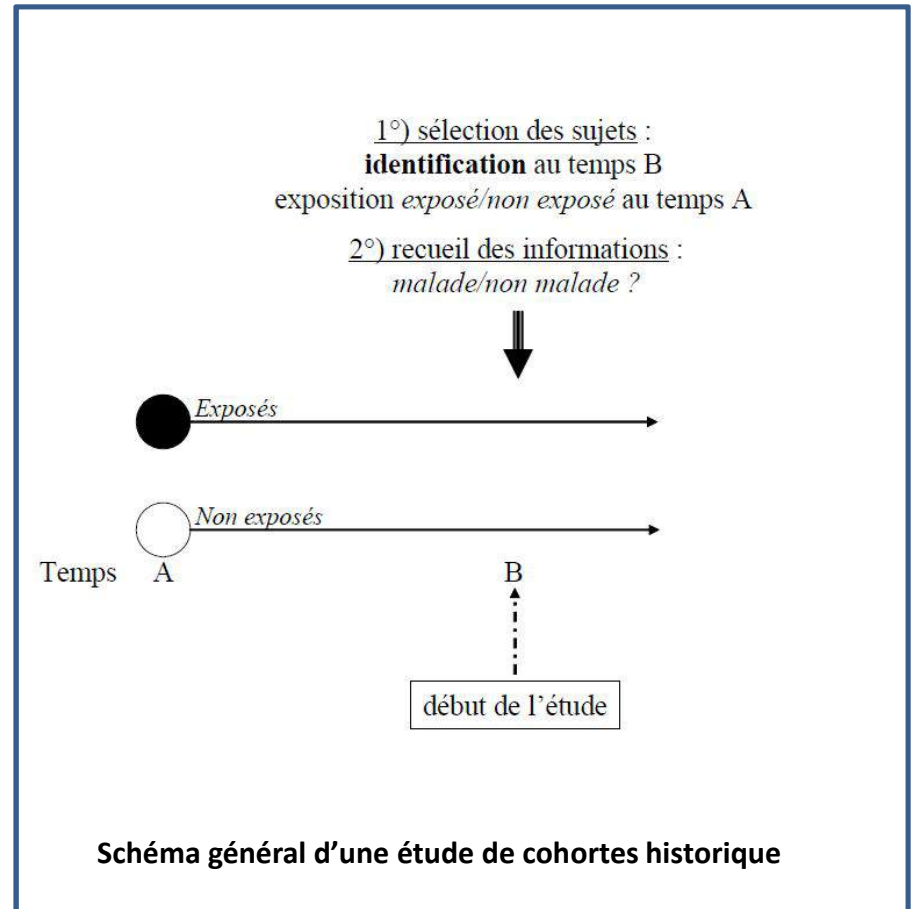 1°) sélection des sujets :
identification au temps B
exposition exposé/non exposé au temps A
2°) recueil des informations :
malade/non malade ?
Exposés
Non exposés
Temps A B
début de l'étude
Schéma général d'une étude de cohortes historique